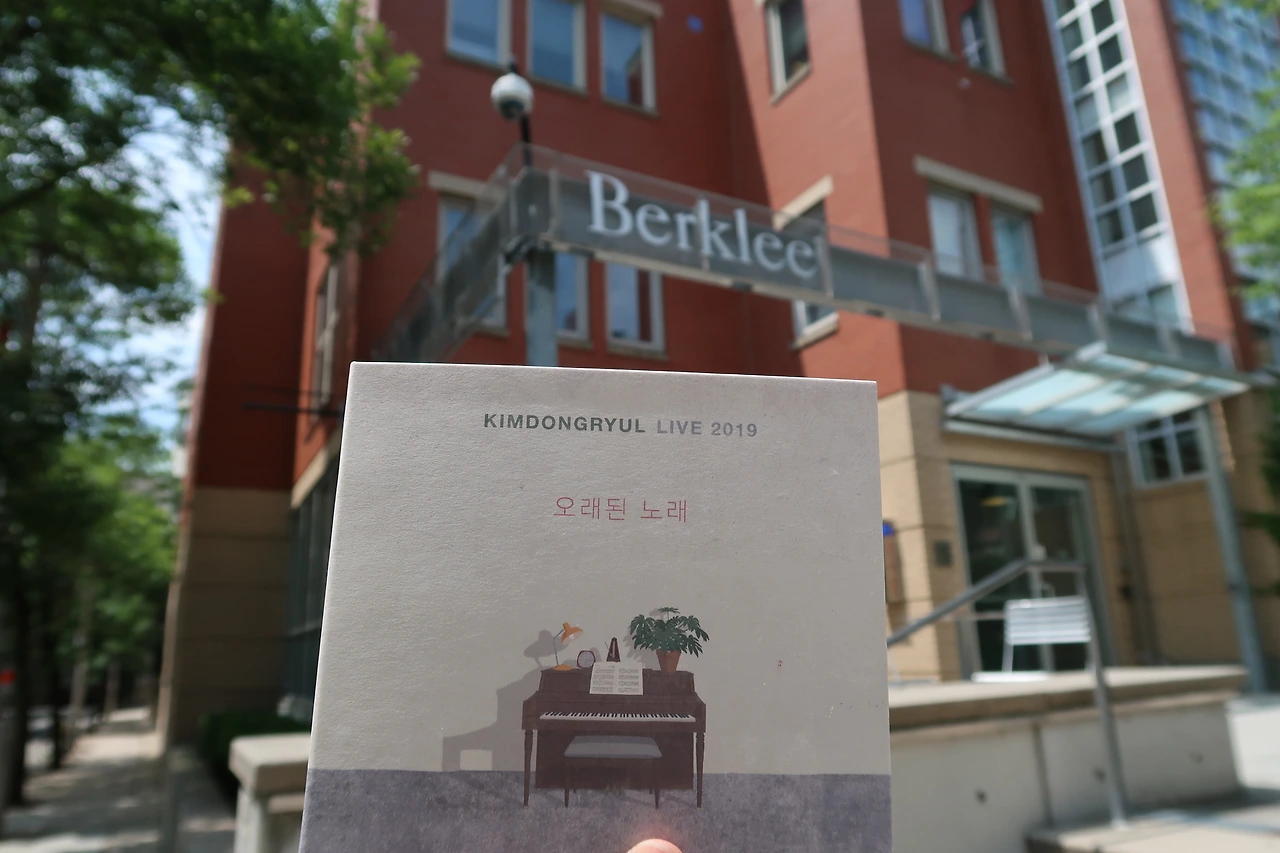 Berklee
KIMDONGRYUL LIVE 2019
오래된 노래